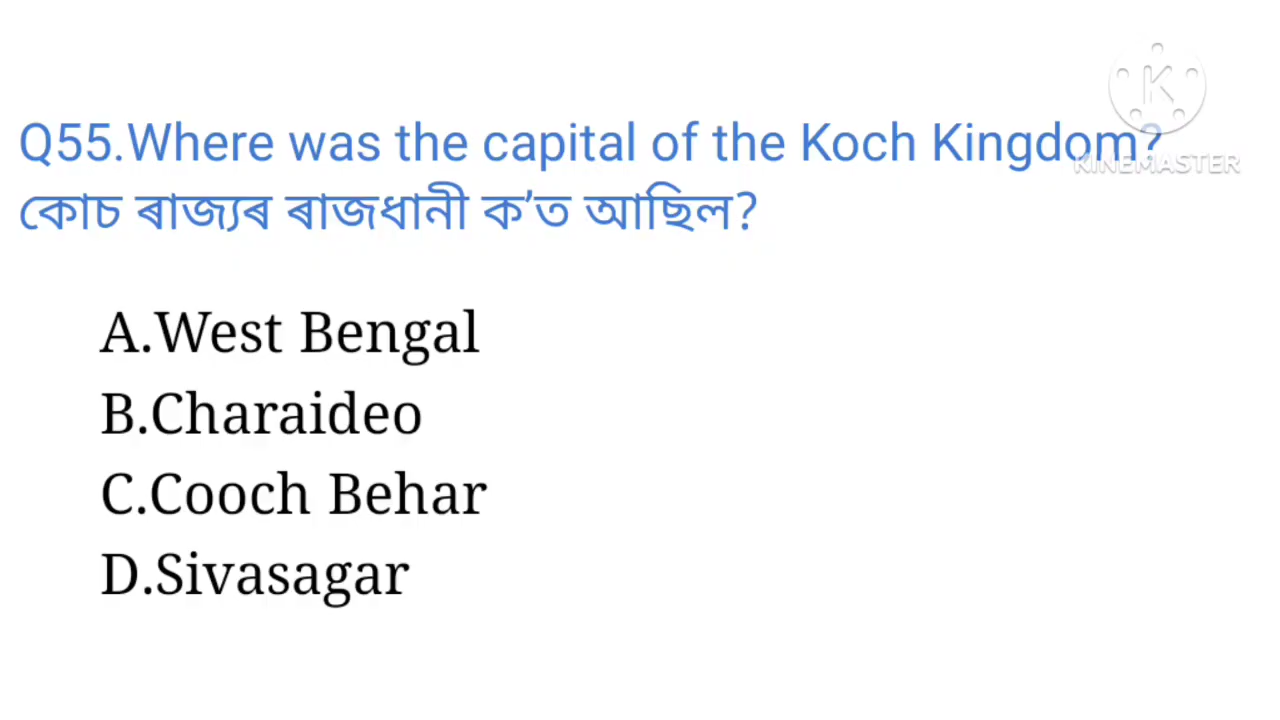 Q55.Where was the capital of the Koch Kingdom?
কোচ ৰাজ্যৰ ৰাজধানী ক’ত আছিল?
A.West Bengal
B.Charaideo
C.Cooch Behar
D.Sivasagar
K
KINEMASTER